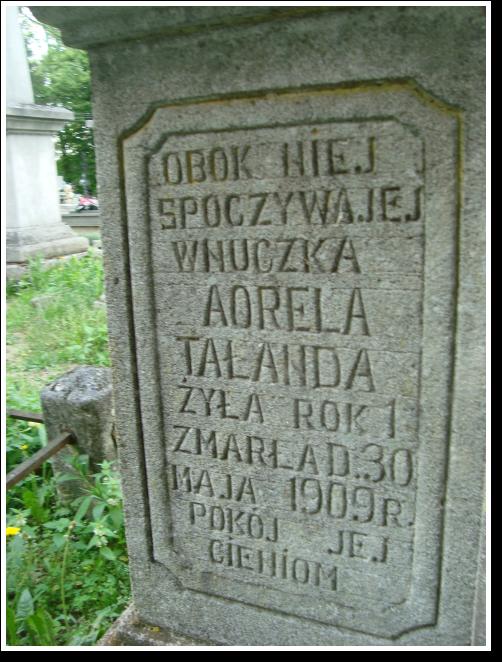 OBOK NIEJ
SPOCZYWAJEJ
WNUCZKA
AORELA
TAŁANDA
ŻYŁA ROK 1
ZMARŁA D. 30
MAJA 1909 R.
POKÓJ JEJ
CIENIOM